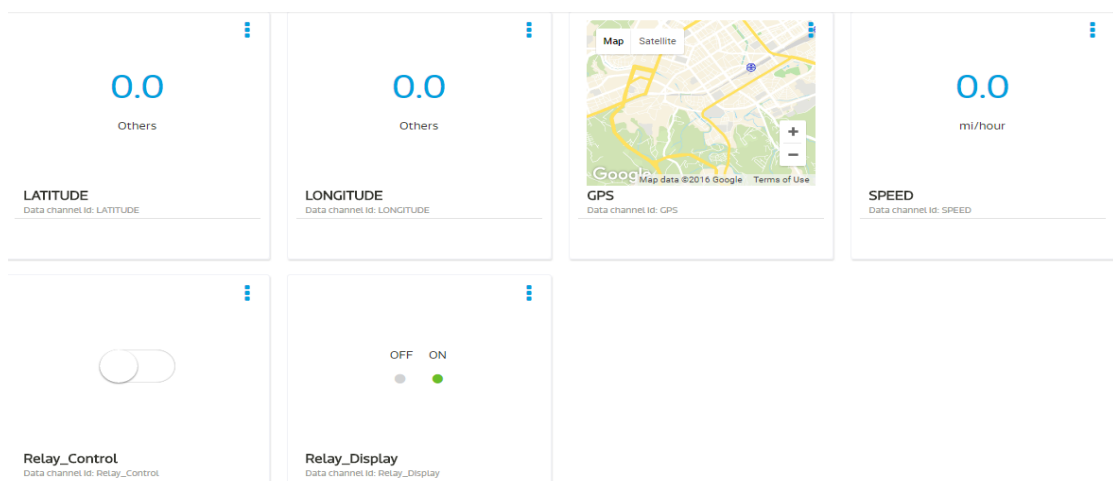 0.0
Others
LATITUDE
Data channel Id: LATITUDE
0.0
Others
LONGITUDE
Data channel Id: LONGITUDE
Map Satellite
+
−
Google
Map data ©2016 Google Terms of Use
GPS
Data channel Id: GPS
0.0
mi/hour
SPEED
Data channel Id: SPEED
Relay_Control
Data channel Id: Relay_Control
OFF ON
Relay_Display
Data channel Id: Relay_Display